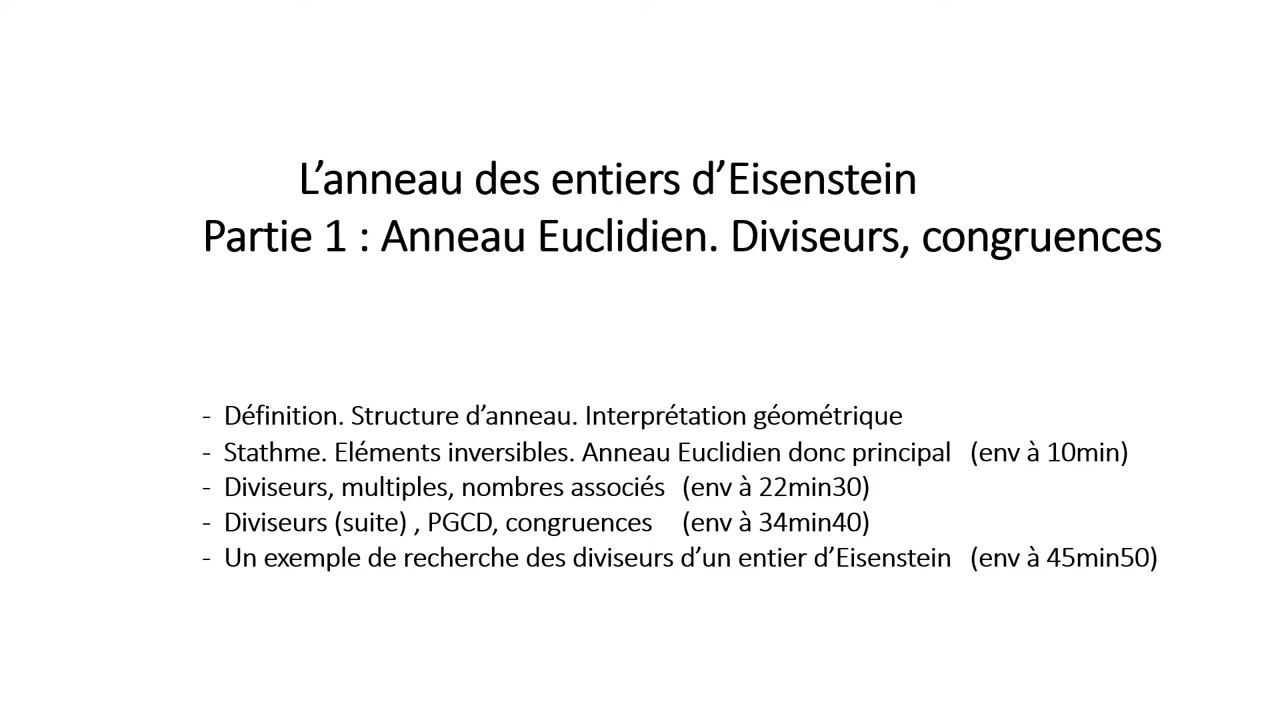 L’anneau des entiers d’Eisenstein
Partie 1 : Anneau Euclidien. Diviseurs, congruences
- Définition. Structure d’anneau. Interprétation géométrique
- Stathme. Eléments inversibles. Anneau Euclidien donc principal (env à 10min)
- Diviseurs, multiples, nombres associés (env à 22min30)
- Diviseurs (suite) , PGCD, congruences (env à 34min40)
- Un exemple de recherche des diviseurs d’un entier d’Eisenstein (env à 45min50)